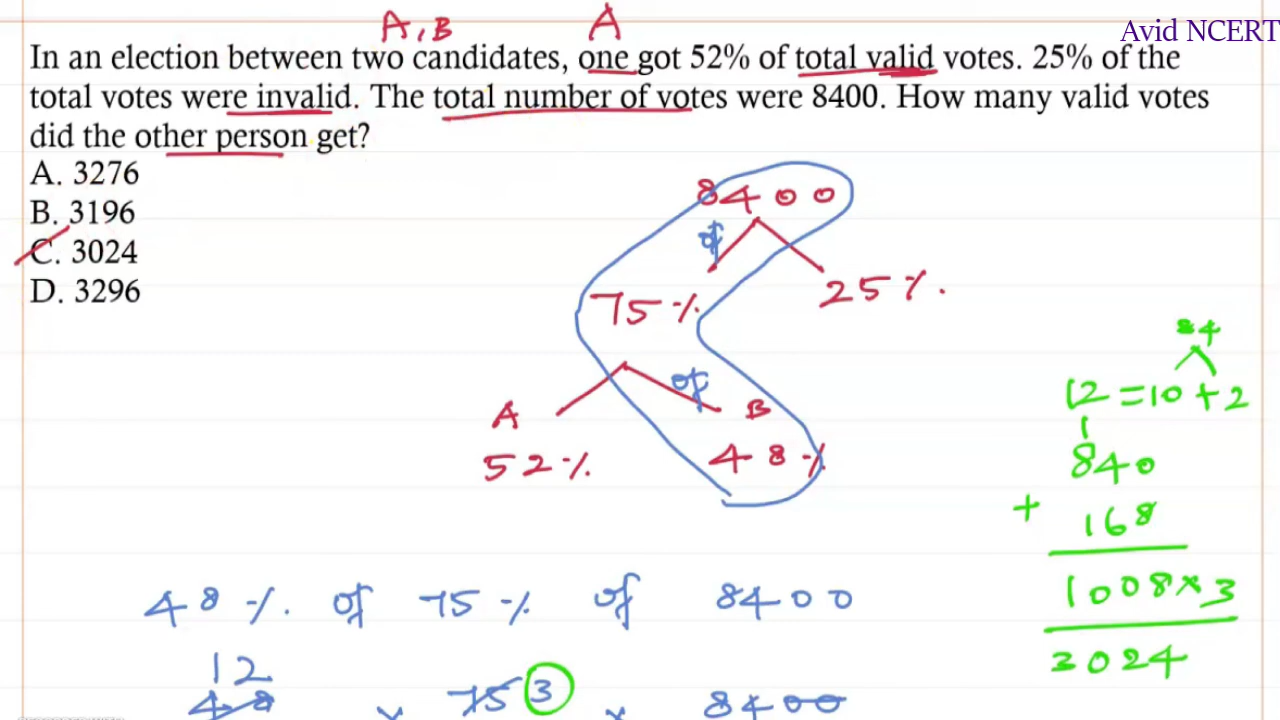 Avid NCERT
A, B A
In an election between two candidates, one got 52% of total valid votes. 25% of the
total votes were invalid. The total number of votes were 8400. How many valid votes
did the other person get?
A. 3276
B. 3196
C. 3024
D. 3296
8400
of
75% 25%.
of
A B
52% 48%
84
12 = 10 + 2
1
840
+ 168
1008 × 3
3024
48%. of 75% of 8400
12
48 × 75 3 × 8400